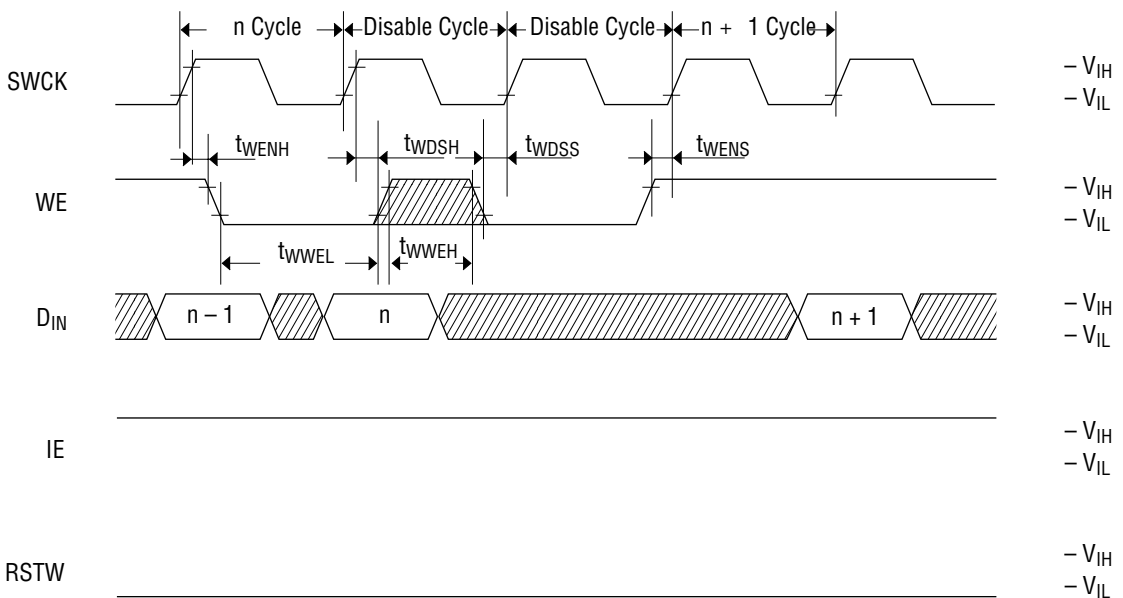 n Cycle Disable Cycle Disable Cycle n + 1 Cycle
SWCK
– VIH
– VIL
tWENH tWDSH tWDSS tWENS
WE
– VIH
– VIL
tWWEL tWWEH
DIN
n – 1 n n + 1
– VIH
– VIL
IE
– VIH
– VIL
RSTW
– VIH
– VIL